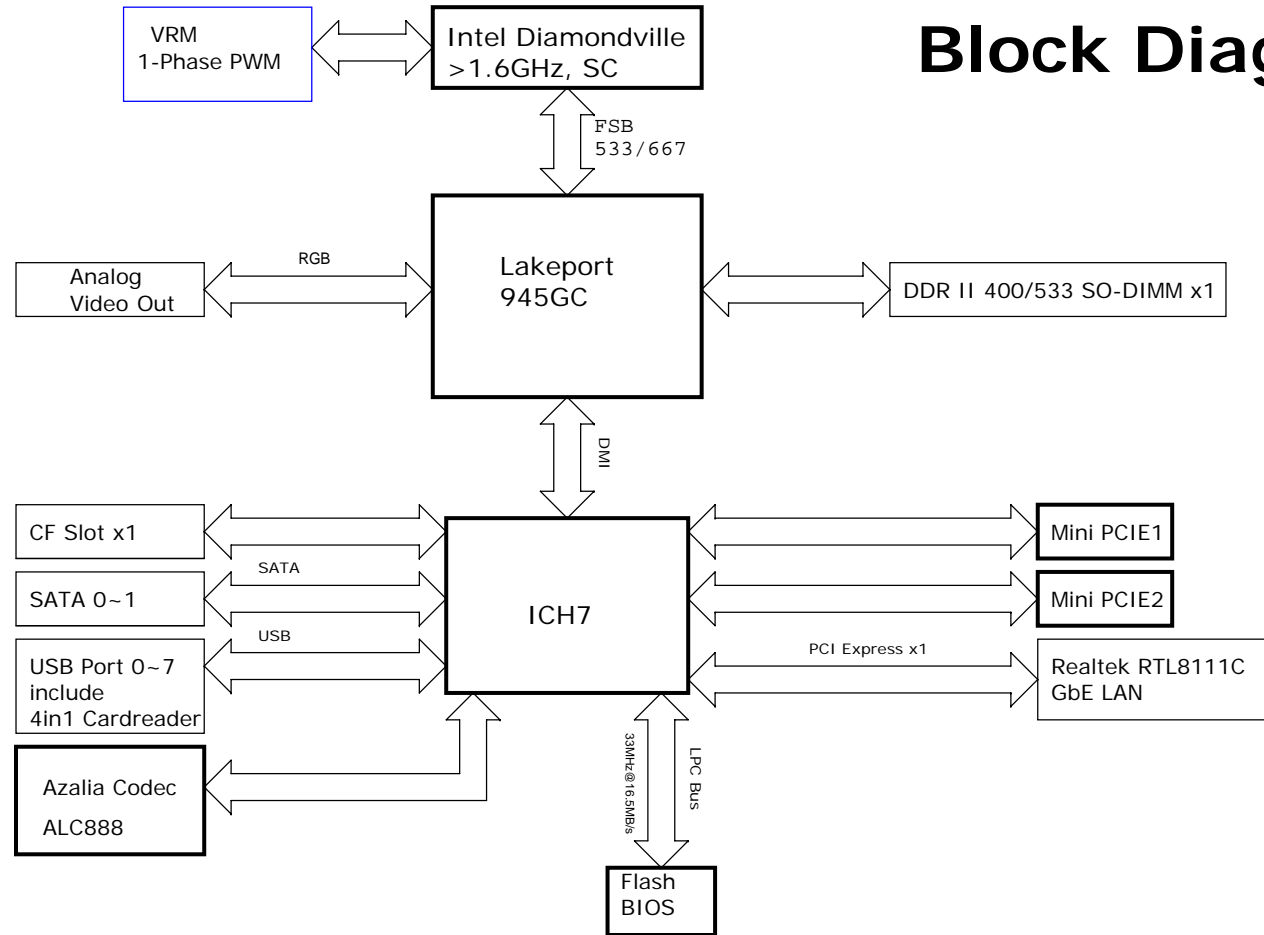 Block Diag
VRM
1-Phase PWM
Intel Diamondville
>1.6GHz, SC
FSB
533/667
Analog
Video Out
RGB
Lakeport
945GC
DDR II 400/533 SO-DIMM x1
DMI
CF Slot x1
SATA
SATA 0~1
USB
USB Port 0~7
include
4in1 Cardreader
ICH7
Mini PCIE1
Mini PCIE2
PCI Express x1
Realtek RTL8111C
GbE LAN
Azalia Codec
ALC888
33MHz@16.5MB/s
LPC Bus
Flash
BIOS